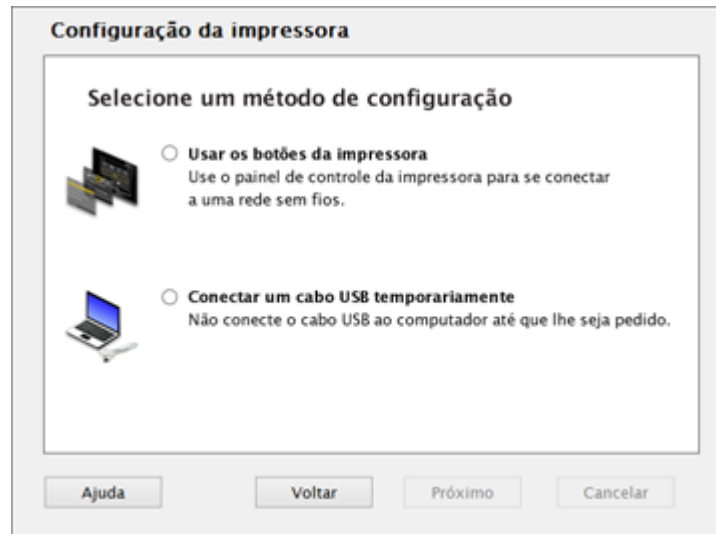 Configuração da impressora
Selecione um método de configuração
Usar os botões da impressora
Use o painel de controle da impressora para se conectar
a uma rede sem fios.
Conectar um cabo USB temporariamente
Não conecte o cabo USB ao computador até que lhe seja pedido.
Ajuda Voltar Próximo Cancelar